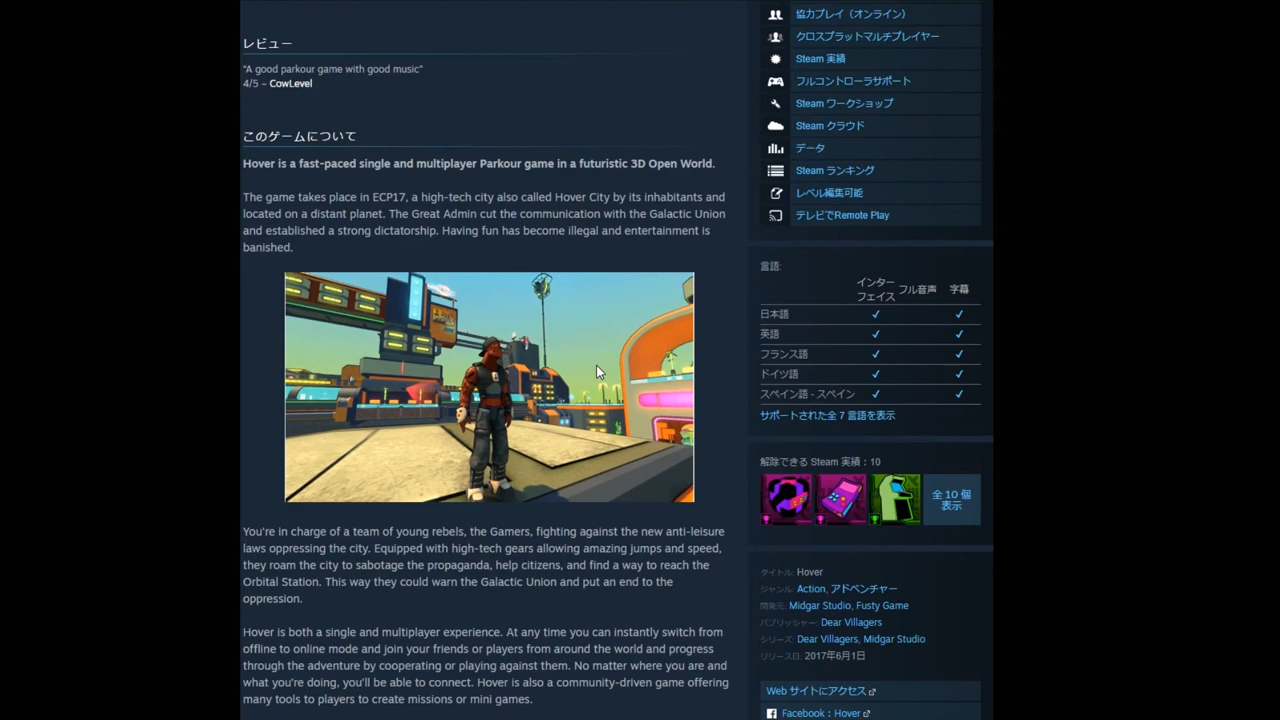 レビュー
“A good parkour game with good music”
4/5 – CowLevel
このゲームについて
Hover is a fast-paced single and multiplayer Parkour game in a futuristic 3D Open World.
The game takes place in ECP17, a high-tech city also called Hover City by its inhabitants and
located on a distant planet. The Great Admin cut the communication with the Galactic Union
and established a strong dictatorship. Having fun has become illegal and entertainment is
banished.
You're in charge of a team of young rebels, the Gamers, fighting against the new anti-leisure
laws oppressing the city. Equipped with high-tech gears allowing amazing jumps and speed,
they roam the city to sabotage the propaganda, help citizens, and find a way to reach the
Orbital Station. This way they could warn the Galactic Union and put an end to the
oppression.
Hover is both a single and multiplayer experience. At any time you can instantly switch from
offline to online mode and join your friends or players from around the world and progress
through the adventure by cooperating or playing against them. No matter where you are and
what you're doing, you'll be able to connect. Hover is also a community-driven game offering
many tools to players to create missions or mini games.
協力プレイ（オンライン）
クロスプラットマルチプレイヤー
Steam 実績
フルコントローラサポート
Steam ワークショップ
Steam クラウド
データ
Steam ランキング
レベル編集可能
テレビでRemote Play
言語:
インターフェイス フル音声 字幕
日本語 ✓ ✓
英語 ✓ ✓
フランス語 ✓ ✓
ドイツ語 ✓ ✓
スペイン語 - スペイン ✓ ✓
サポートされた全 7 言語を表示
解除できる Steam 実績：10
全 10 個
表示
タイトル: Hover
ジャンル: Action, アドベンチャー
開発元: Midgar Studio, Fusty Game
パブリッシャー: Dear Villagers
シリーズ: Dear Villagers, Midgar Studio
リリース日: 2017年6月1日
Web サイトにアクセス
Facebook：Hover